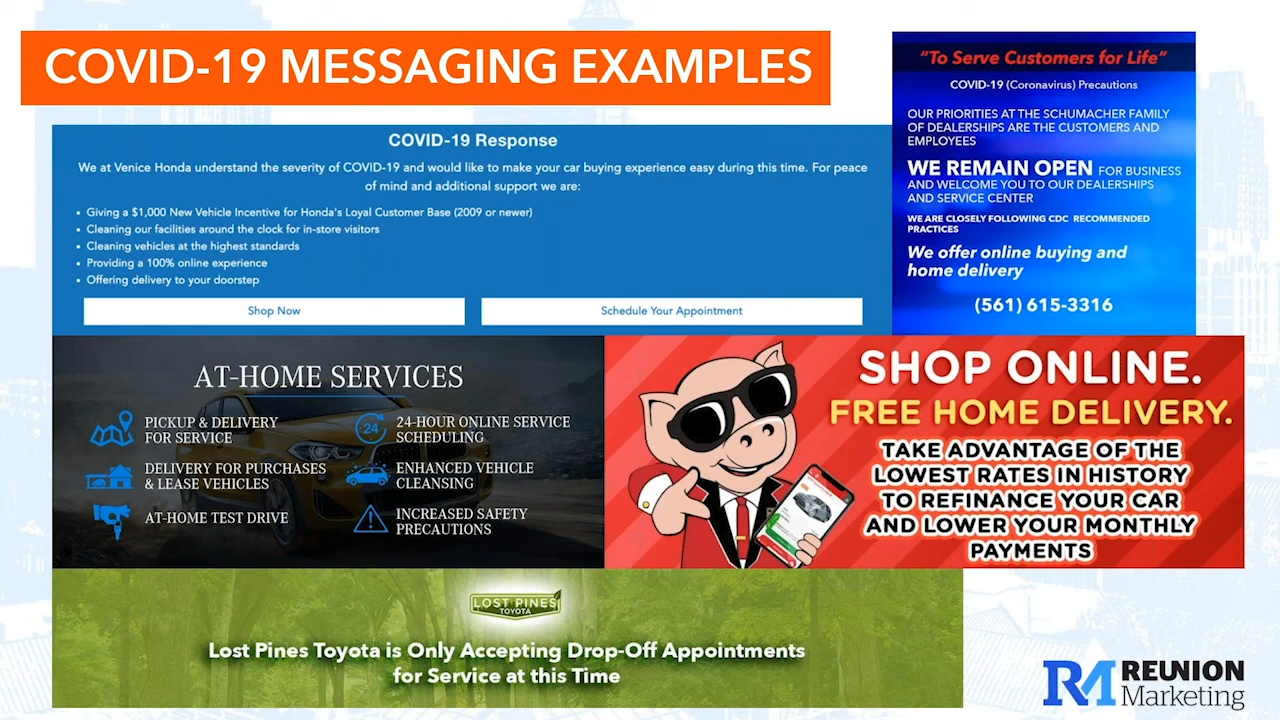 COVID-19 MESSAGING EXAMPLES
"To Serve Customers for Life"
COVID-19 (Coronavirus) Precautions
OUR PRIORITIES AT THE SCHUMACHER FAMILY
OF DEALERSHIPS ARE THE CUSTOMERS AND
EMPLOYEES
WE REMAIN OPEN FOR BUSINESS
AND WELCOME YOU TO OUR DEALERSHIPS
AND SERVICE CENTER
WE ARE CLOSELY FOLLOWING CDC RECOMMENDED
PRACTICES
We offer online buying and
home delivery
(561) 615-3316
COVID-19 Response
We at Venice Honda understand the severity of COVID-19 and would like to make your car buying experience easy during this time. For peace
of mind and additional support we are:
• Giving a $1,000 New Vehicle Incentive for Honda's Loyal Customer Base (2009 or newer)
• Cleaning our facilities around the clock for in-store visitors
• Cleaning vehicles at the highest standards
• Providing a 100% online experience
• Offering delivery to your doorstep
Shop Now
Schedule Your Appointment
AT-HOME SERVICES
PICKUP & DELIVERY
FOR SERVICE
DELIVERY FOR PURCHASES
& LEASE VEHICLES
AT-HOME TEST DRIVE
24
24-HOUR ONLINE SERVICE
SCHEDULING
ENHANCED VEHICLE
CLEANSING
INCREASED SAFETY
PRECAUTIONS
SHOP ONLINE.
FREE HOME DELIVERY.
TAKE ADVANTAGE OF THE
LOWEST RATES IN HISTORY
TO REFINANCE YOUR CAR
AND LOWER YOUR MONTHLY
PAYMENTS
LOST PINES
TOYOTA
Lost Pines Toyota is Only Accepting Drop-Off Appointments
for Service at this Time
RM REUNION
Marketing